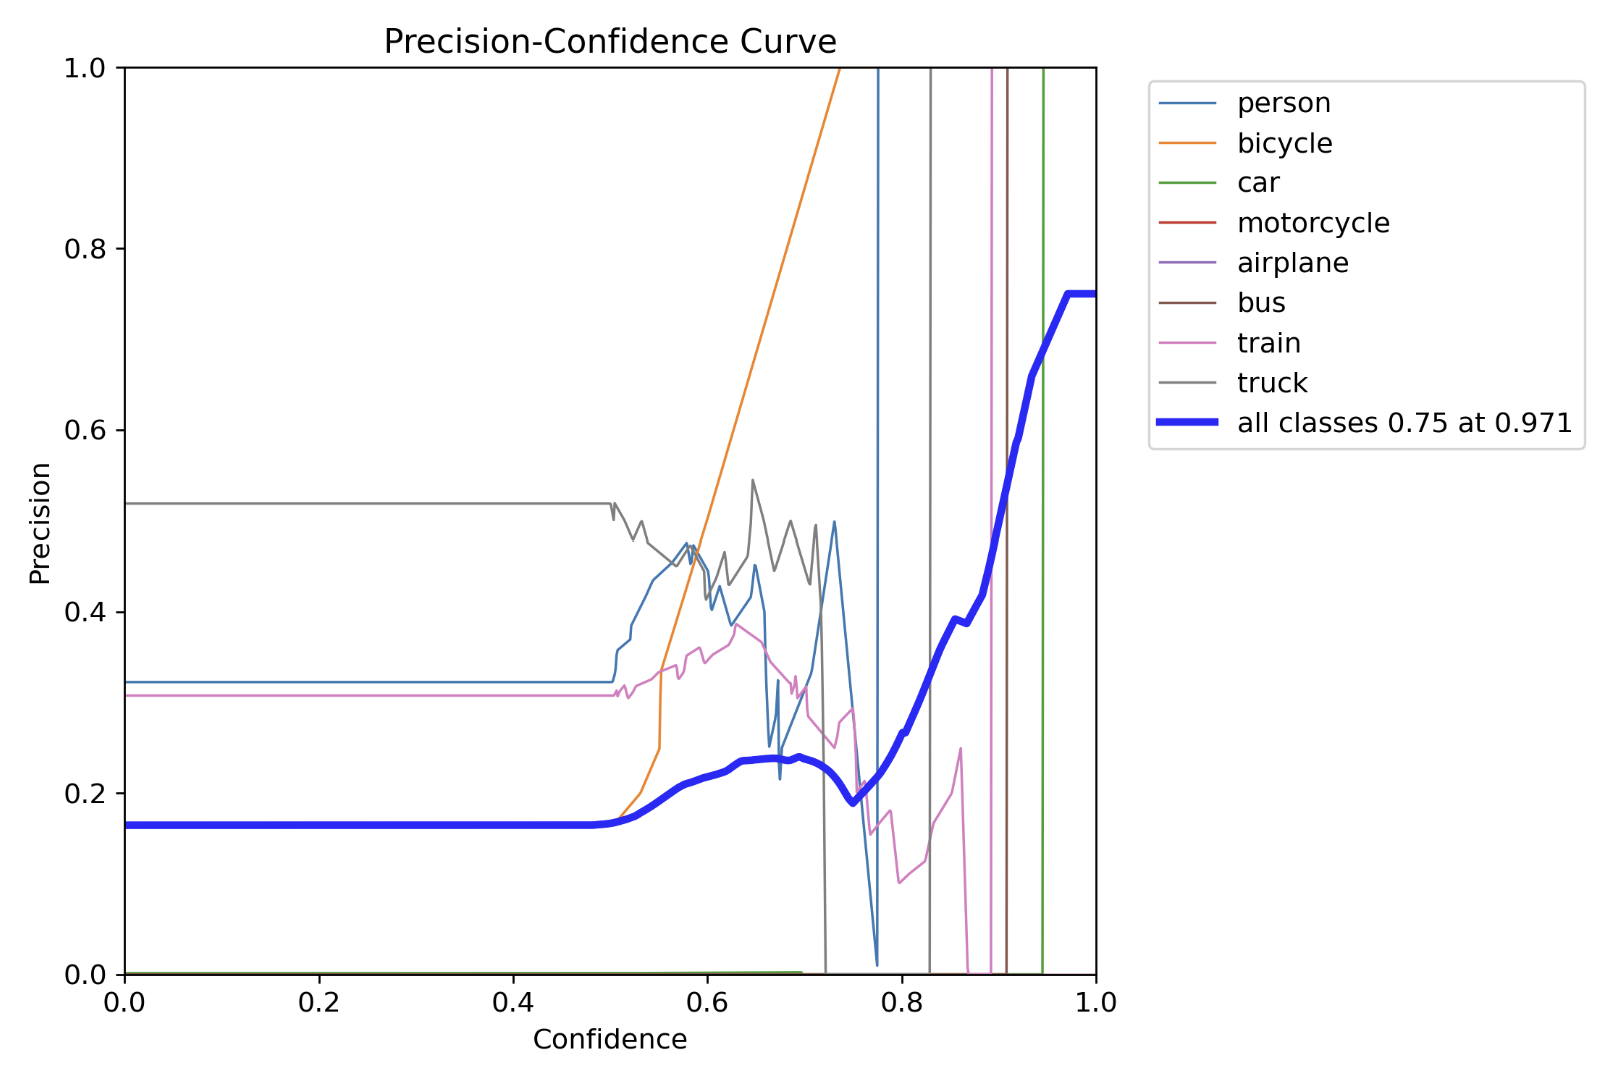 Precision-Confidence Curve
1.0
0.8
0.6
0.4
0.2
0.0
Precision
0.0 0.2 0.4 0.6 0.8 1.0
Confidence
person
bicycle
car
motorcycle
airplane
bus
train
truck
all classes 0.75 at 0.971